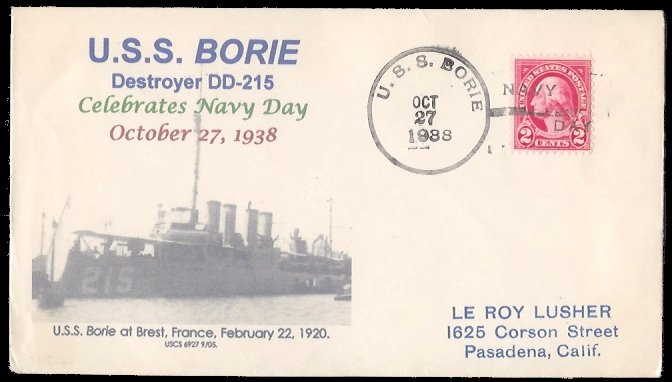 U.S.S. BORIE
Destroyer DD-215
Celebrates Navy Day
October 27, 1938
U. S. S. BORIE
OCT
27
1938
UNITED STATES POSTAGE
NAVY
DAY
2 CENTS 2
215
U.S.S. Borie at Brest, France, February 22, 1920.
USCS 6927 9/05.
LE ROY LUSHER
1625 Corson Street
Pasadena, Calif.